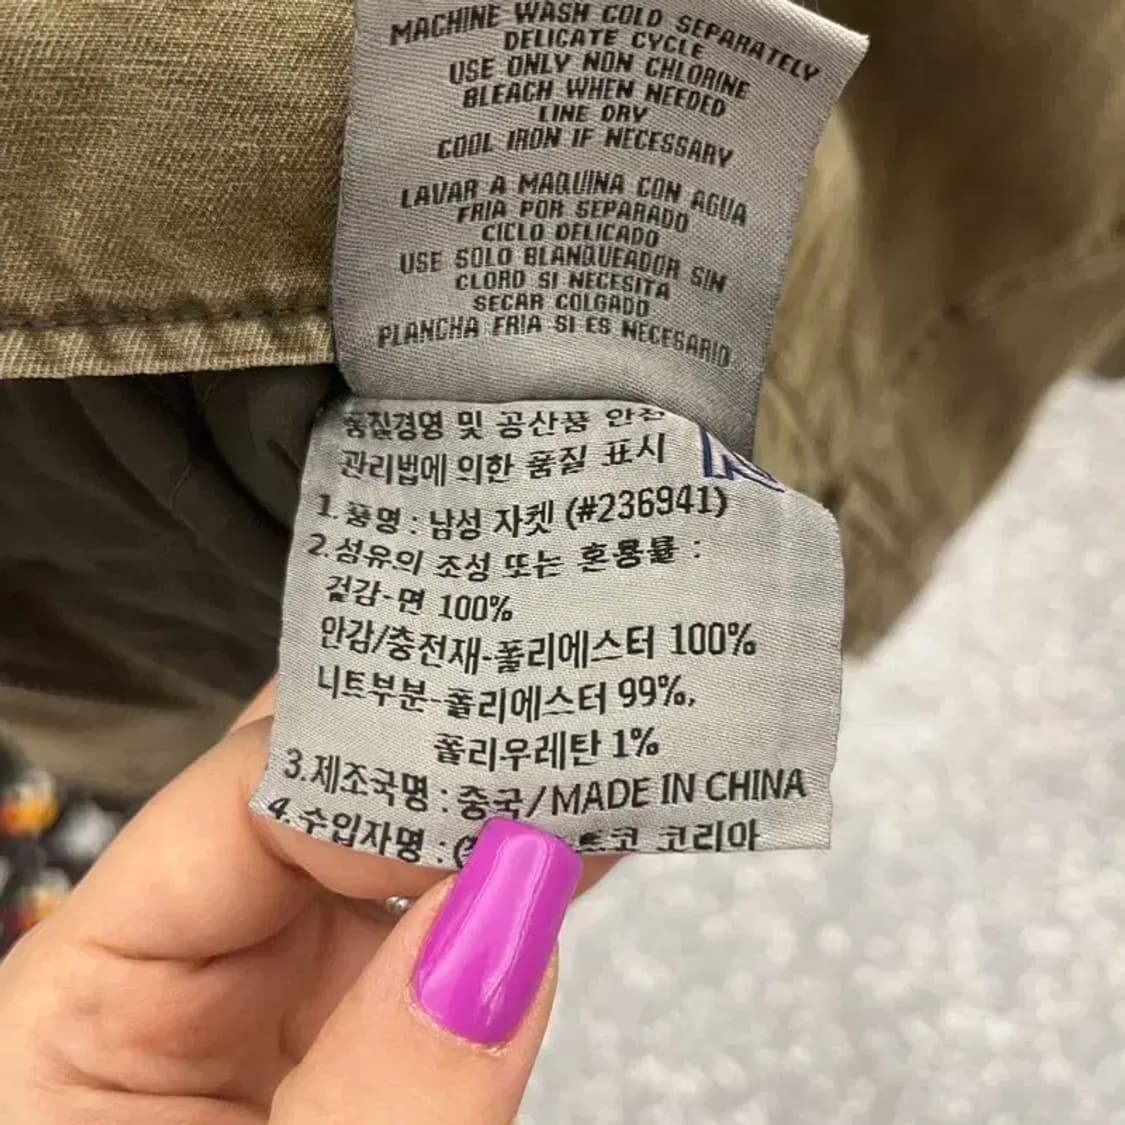 MACHINE WASH COLD SEPARATELY
DELICATE CYCLE
USE ONLY NON CHLORINE
BLEACH WHEN NEEDED
LINE DRY
COOL IRON IF NECESSARY
LAVAR A MAQUINA CON AGUA
FRIA POR SEPARADO
CICLO DELICADO
USE SOLO BLANQUEADOR SIN
CLORO SI NECESITA
SECAR COLGADO
PLANCHA FRIA SI ES NECESARIO
품질경영 및 공산품 안전
관리법에 의한 품질 표시
1.품명 : 남성 자켓 (#236941)
2.섬유의 조성 또는 혼용률 :
겉감-면 100%
안감/충전재-폴리에스터 100%
니트부분-폴리에스터 99%,
폴리우레탄 1%
3.제조국명 : 중국/MADE IN CHINA
4.수입자명 : 코리아